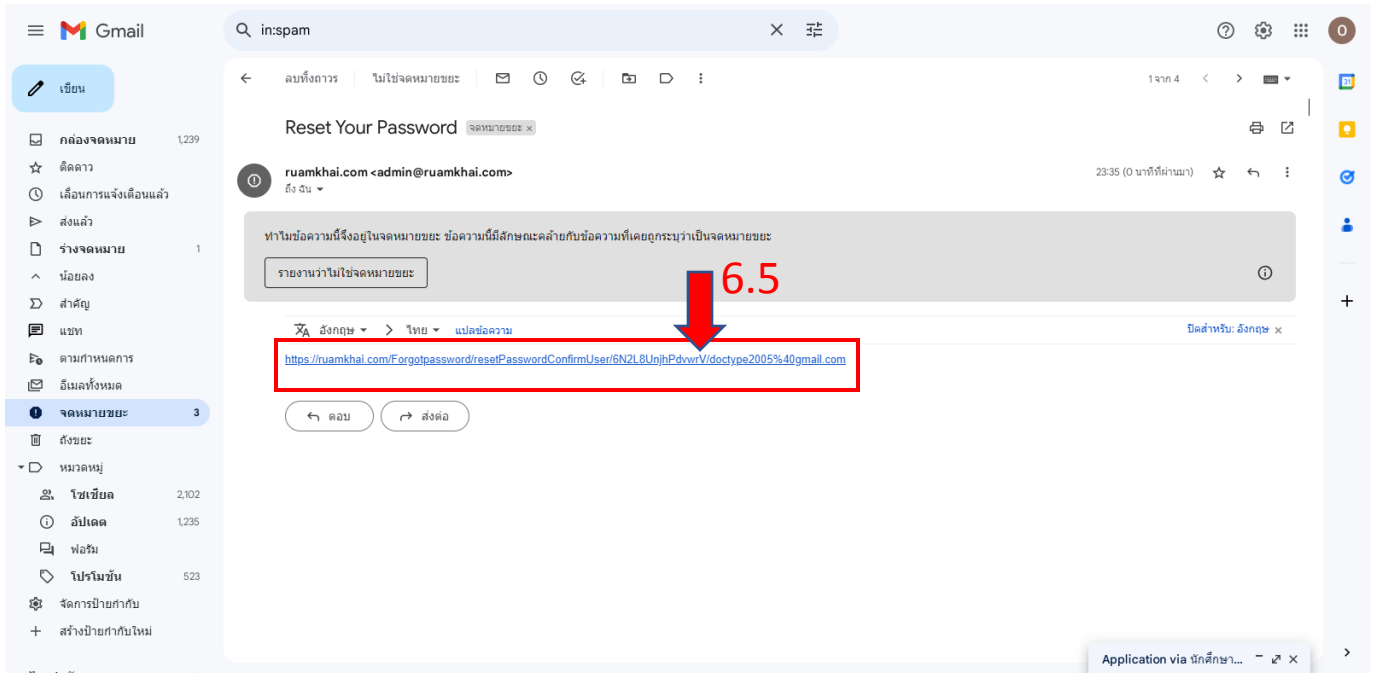 Gmail
in:spam
O
เขียน
ลบทั้งถาวร ไม่ใช่จดหมายขยะ
1 จาก 4
31
Reset Your Password จดหมายขยะ ×
กล่องจดหมาย 1,239
ติดดาว
เลื่อนการแจ้งเตือนแล้ว
ส่งแล้ว
ร่างจดหมาย 1
น้อยลง
สำคัญ
แชท
ตามกำหนดการ
อีเมลทั้งหมด
จดหมายขยะ 3
ถังขยะ
หมวดหมู่
โซเชียล 2,102
อัปเดต 1,235
ฟอรัม
โปรโมชัน 523
จัดการป้ายกำกับ
สร้างป้ายกำกับใหม่
ruamkhai.com <admin@ruamkhai.com>
23:35 (0 นาทีที่ผ่านมา)
ถึง ฉัน
ทำไมข้อความนี้จึงอยู่ในจดหมายขยะ ข้อความนี้มีลักษณะคล้ายกับข้อความที่เคยถูกระบุว่าเป็นจดหมายขยะ
รายงานว่าไม่ใช่จดหมายขยะ
6.5
อังกฤษ > ไทย แปลข้อความ
ปิดสำหรับ: อังกฤษ ×
https://ruamkhai.com/Forgotpassword/resetPasswordConfirmUser/6N2L8UnjhPdvwrV/doctype2005%40gmail.com
ตอบ ส่งต่อ
Application via นักศึกษา...